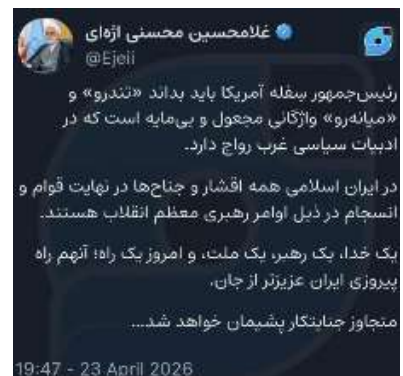 غلامحسین محسنی اژه‌ای
@Ejeii
رئیس‌جمهور سفله آمریکا باید بداند «تندرو» و
«میانه‌رو» واژگانی مجعول و بی‌مایه است که در
ادبیات سیاسی غرب رواج دارد.
در ایران اسلامی همه اقشار و جناح‌ها در نهایت قوام و
انسجام در ذیل اوامر رهبری معظم انقلاب هستند.
یک خدا، یک رهبر، یک ملت، و امروز یک راه؛ آنهم راه
پیروزی ایران عزیزتر از جان.
متجاوز جنایتکار پشیمان خواهد شد....
19:47 - 23 April 2026